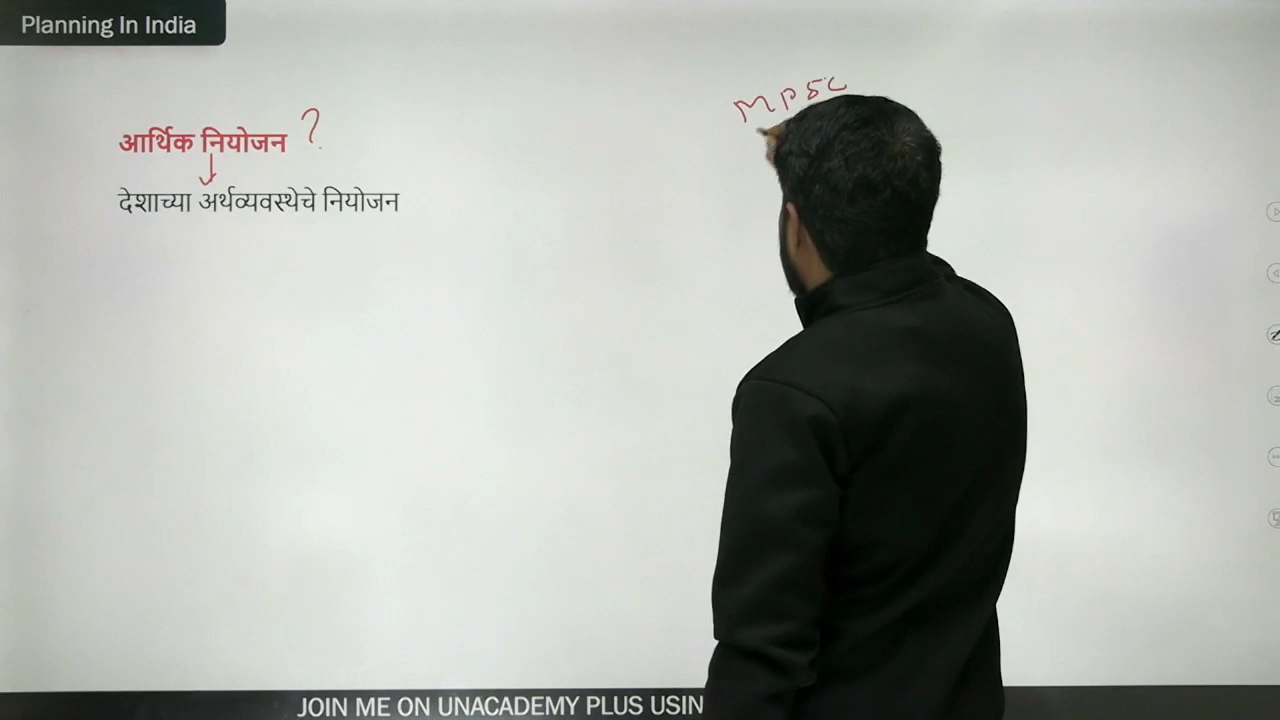 Planning In India
MPSC
आर्थिक नियोजन ?
देशाच्या अर्थव्यवस्थेचे नियोजन
JOIN ME ON UNACADEMY PLUS USIN